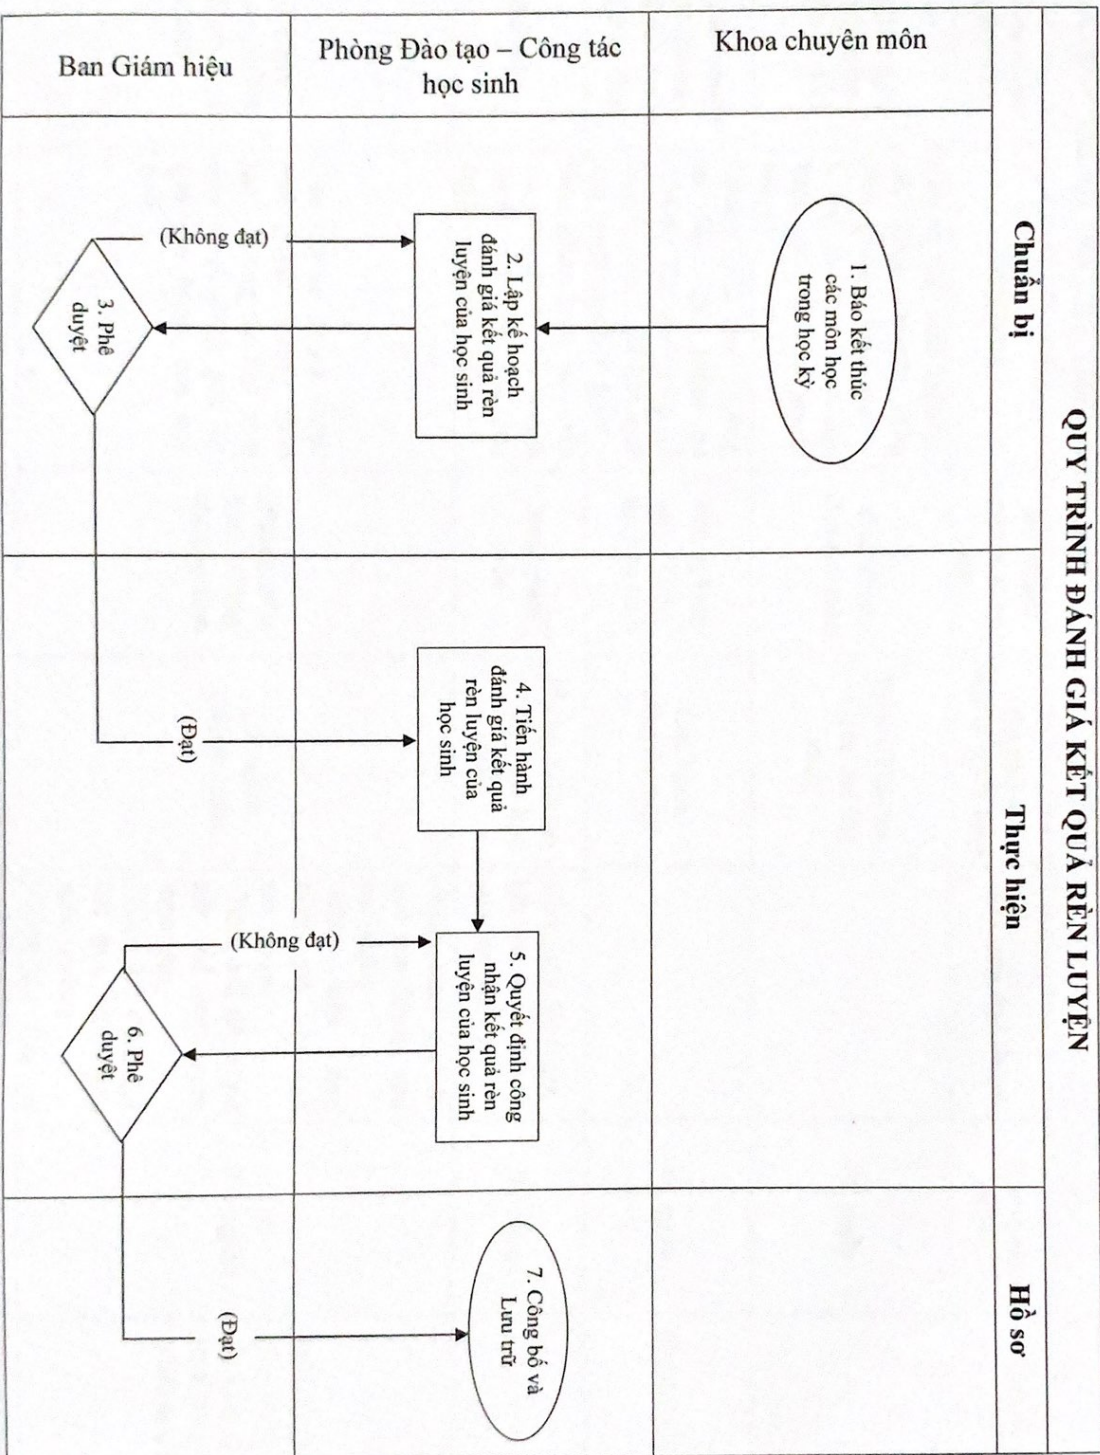 QUY TRÌNH ĐÁNH GIÁ KẾT QUẢ RÈN LUYỆN
Chuẩn bị
Thực hiện
Hồ sơ
Khoa chuyên môn
1. Báo kết thúc
các môn học
trong học kỳ
Phòng Đào tạo – Công tác
học sinh
2. Lập kế hoạch
đánh giá kết quả rèn
luyện của học sinh
4. Tiến hành
đánh giá kết quả
rèn luyện của
học sinh
5. Quyết định công
nhận kết quả rèn
luyện của học sinh
7. Công bố và
Lưu trữ
Ban Giám hiệu
(Không đạt)
3. Phê
duyệt
(Đạt)
(Không đạt)
6. Phê
duyệt
(Đạt)